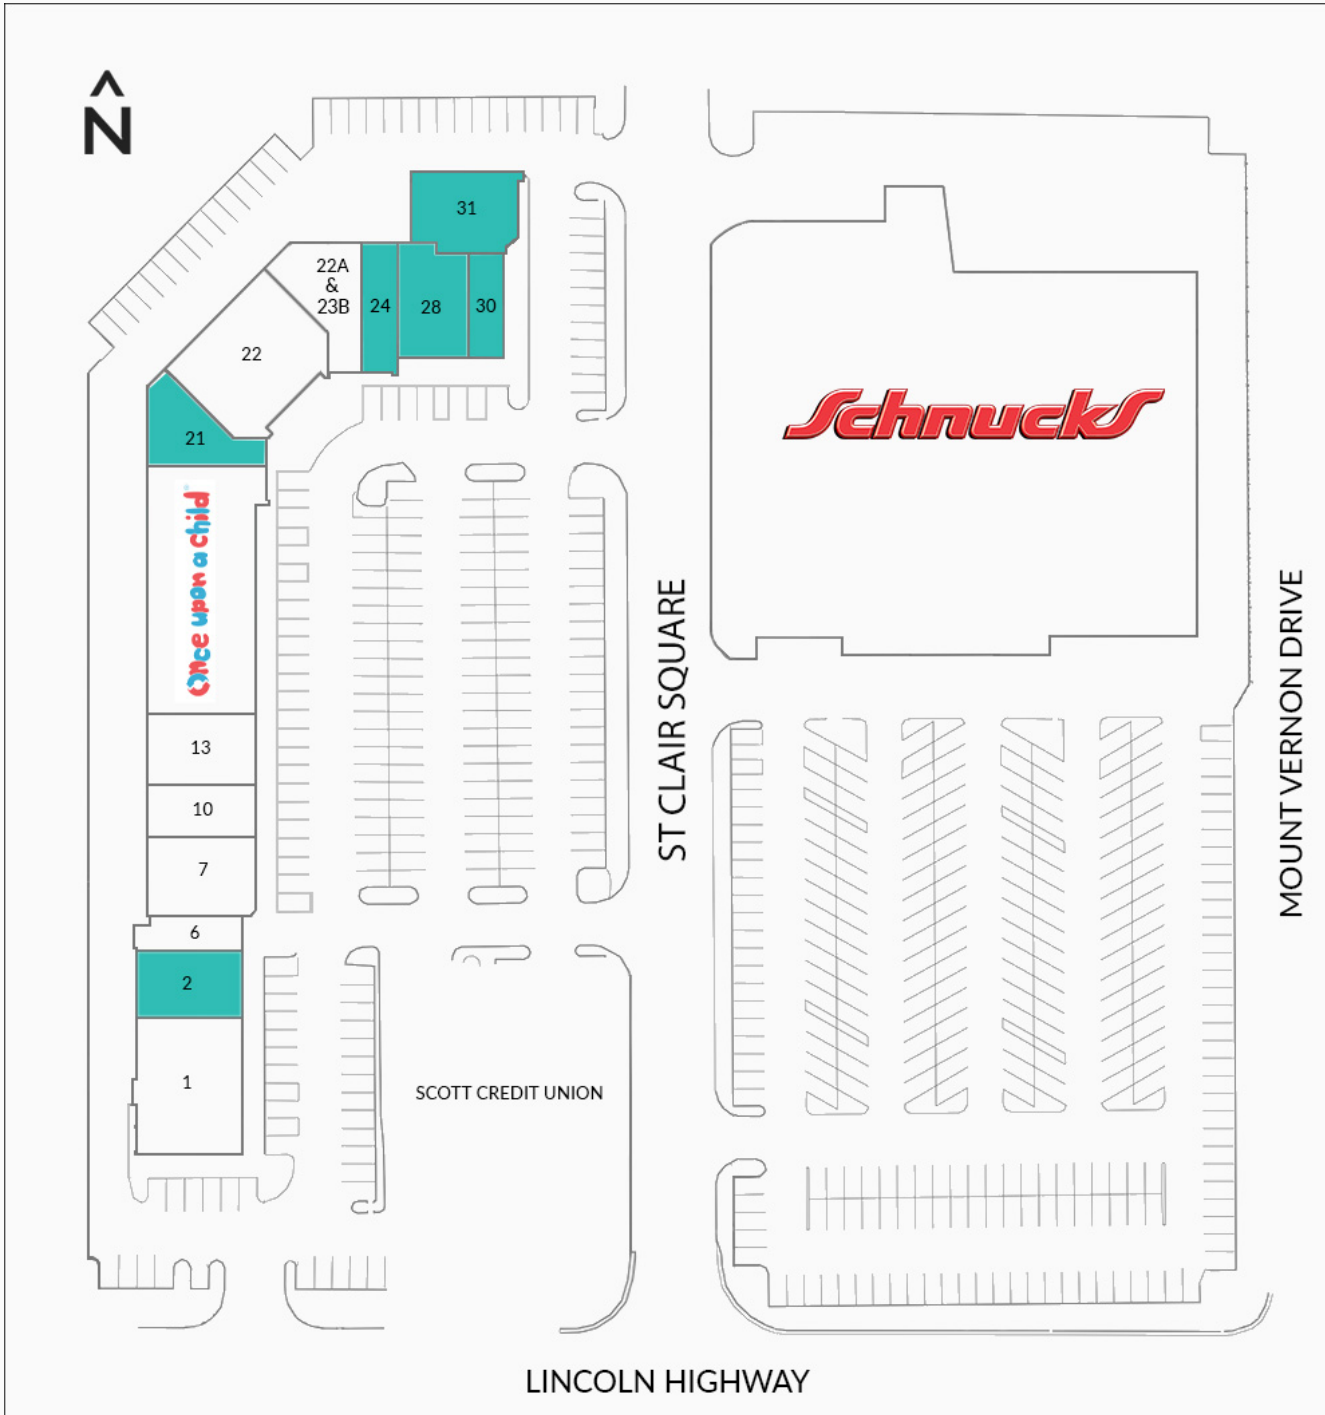 N
31
22A
&
23B
24
28
30
22
21
Schnucks
Once upon a child
ST CLAIR SQUARE
MOUNT VERNON DRIVE
13
10
7
6
2
1
SCOTT CREDIT UNION
LINCOLN HIGHWAY